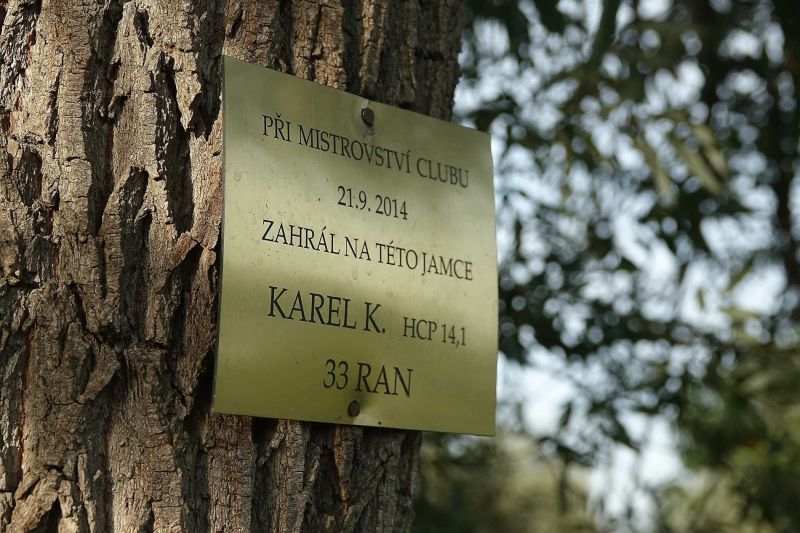 PŘI MISTROVSTVÍ CLUBU
21.9.2014
ZAHRÁL NA TÉTO JAMCE
KAREL K. HCP 14,1
33 RAN